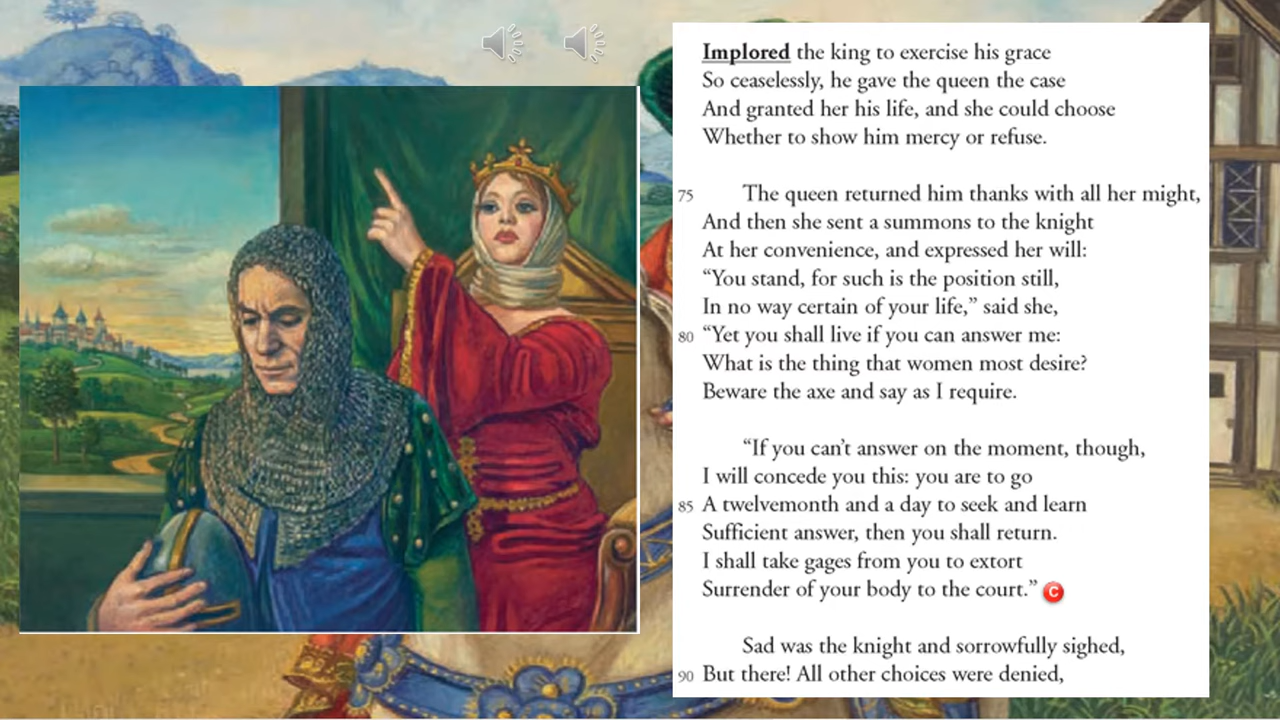 Implored the king to exercise his grace
So ceaselessly, he gave the queen the case
And granted her his life, and she could choose
Whether to show him mercy or refuse.
75 The queen returned him thanks with all her might,
And then she sent a summons to the knight
At her convenience, and expressed her will:
“You stand, for such is the position still,
In no way certain of your life,” said she,
80 “Yet you shall live if you can answer me:
What is the thing that women most desire?
Beware the axe and say as I require.
“If you can’t answer on the moment, though,
I will concede you this: you are to go
85 A twelvemonth and a day to seek and learn
Sufficient answer, then you shall return.
I shall take gages from you to extort
Surrender of your body to the court.” C
Sad was the knight and sorrowfully sighed,
90 But there! All other choices were denied,